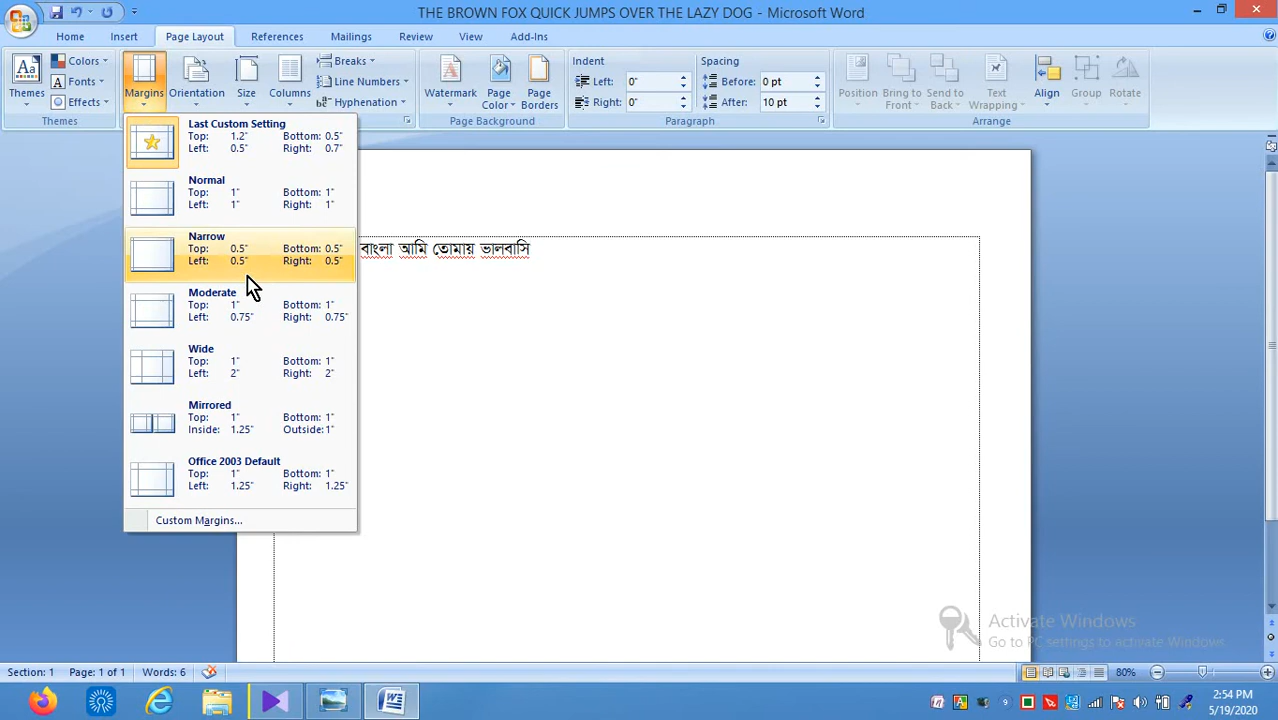 THE BROWN FOX QUICK JUMPS OVER THE LAZY DOG - Microsoft Word
Home Insert Page Layout References Mailings Review View Add-Ins
Themes
Colors
Fonts
Effects
Themes
Margins
Orientation
Size
Columns
Breaks
Line Numbers
Hyphenation
Watermark
Page Color
Page Borders
Page Background
Indent
Left: 0"
Right: 0"
Spacing
Before: 0 pt
After: 10 pt
Paragraph
Position
Bring to Front
Send to Back
Text Wrapping
Align
Group
Rotate
Arrange
Last Custom Setting
Top: 1.2" Bottom: 0.5"
Left: 0.5" Right: 0.7"
Normal
Top: 1" Bottom: 1"
Left: 1" Right: 1"
Narrow
Top: 0.5" Bottom: 0.5"
Left: 0.5" Right: 0.5"
Moderate
Top: 1" Bottom: 1"
Left: 0.75" Right: 0.75"
Wide
Top: 1" Bottom: 1"
Left: 2" Right: 2"
Mirrored
Top: 1" Bottom: 1"
Inside: 1.25" Outside: 1"
Office 2003 Default
Top: 1" Bottom: 1"
Left: 1.25" Right: 1.25"
Custom Margins...
বাংলা আমি তোমায় ভালবাসি
Activate Windows
Go to PC settings to activate Windows.
Section: 1 Page: 1 of 1 Words: 6 80%
2:54 PM
5/19/2020